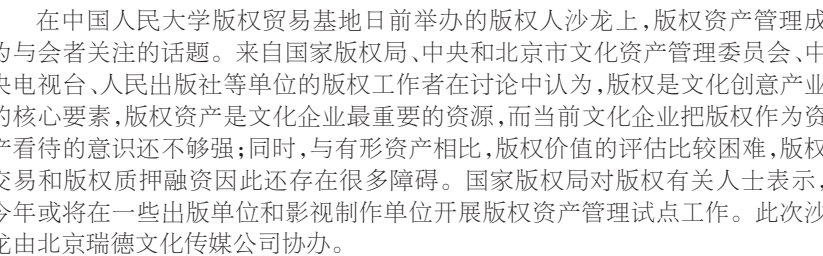 在中国人民大学版权贸易基地日前举办的版权人沙龙上,版权资产管理成
为与会者关注的话题。来自国家版权局、中央和北京市文化资产管理委员会、中
央电视台、人民出版社等单位的版权工作者在讨论中认为,版权是文化创意产业
的核心要素,版权资产是文化企业最重要的资源,而当前文化企业把版权作为资
产看待的意识还不够强;同时,与有形资产相比,版权价值的评估比较困难,版权
交易和版权质押融资因此还存在很多障碍。国家版权局对版权有关人士表示,
今年或将在一些出版单位和影视制作单位开展版权资产管理试点工作。此次沙
龙由北京瑞德文化传媒公司协办。